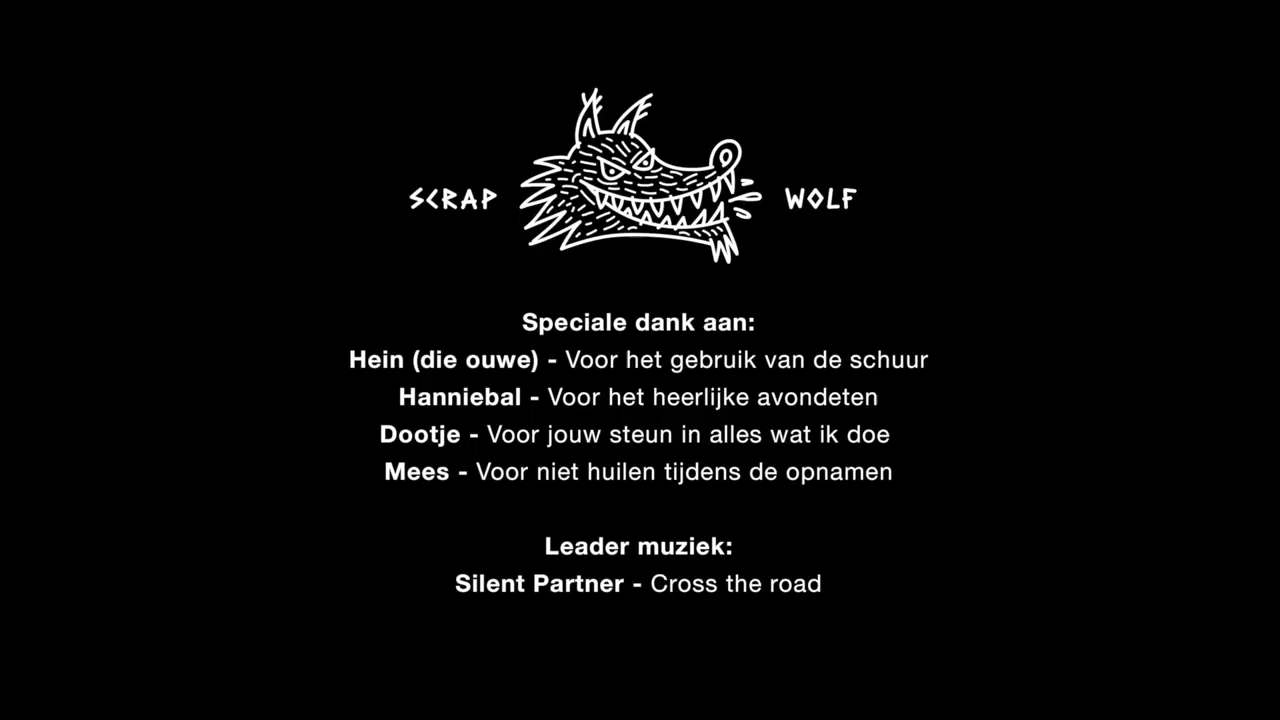 SCRAP WOLF
Speciale dank aan:
Hein (die ouwe) - Voor het gebruik van de schuur
Hanniebal - Voor het heerlijke avondeten
Dootje - Voor jouw steun in alles wat ik doe
Mees - Voor niet huilen tijdens de opnamen
Leader muziek:
Silent Partner - Cross the road